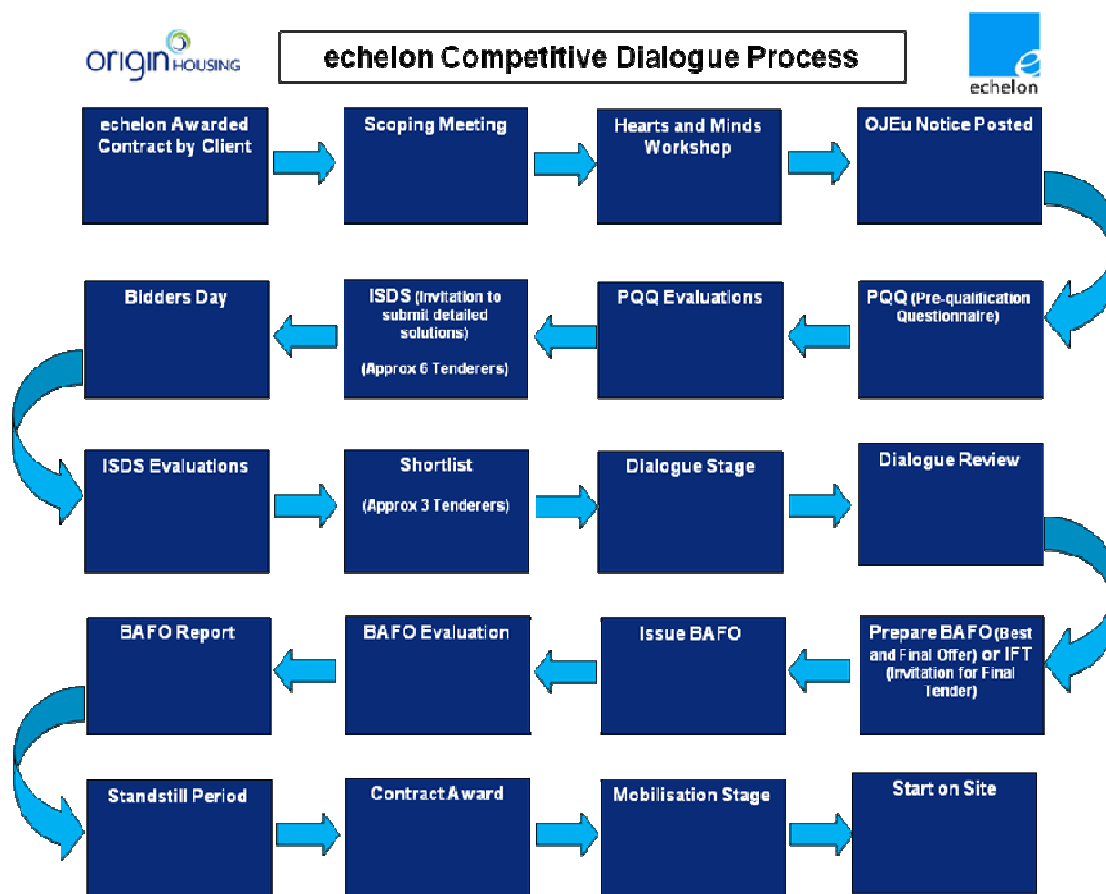 origin HOUSING
echelon Competitive Dialogue Process
e
echelon
echelon Awarded
Contract by Client
Scoping Meeting
Hearts and Minds
Workshop
OJEu Notice Posted
PQQ (Pre-qualification
Questionnaire)
PQQ Evaluations
ISDS (Invitation to
submit detailed
solutions)
(Approx 6 Tenderers)
Bidders Day
ISDS Evaluations
Shortlist
(Approx 3 Tenderers)
Dialogue Stage
Dialogue Review
Prepare BAFO (Best
and Final Offer) or IFT
(Invitation for Final
Tender)
Issue BAFO
BAFO Evaluation
BAFO Report
Standstill Period
Contract Award
Mobilisation Stage
Start on Site